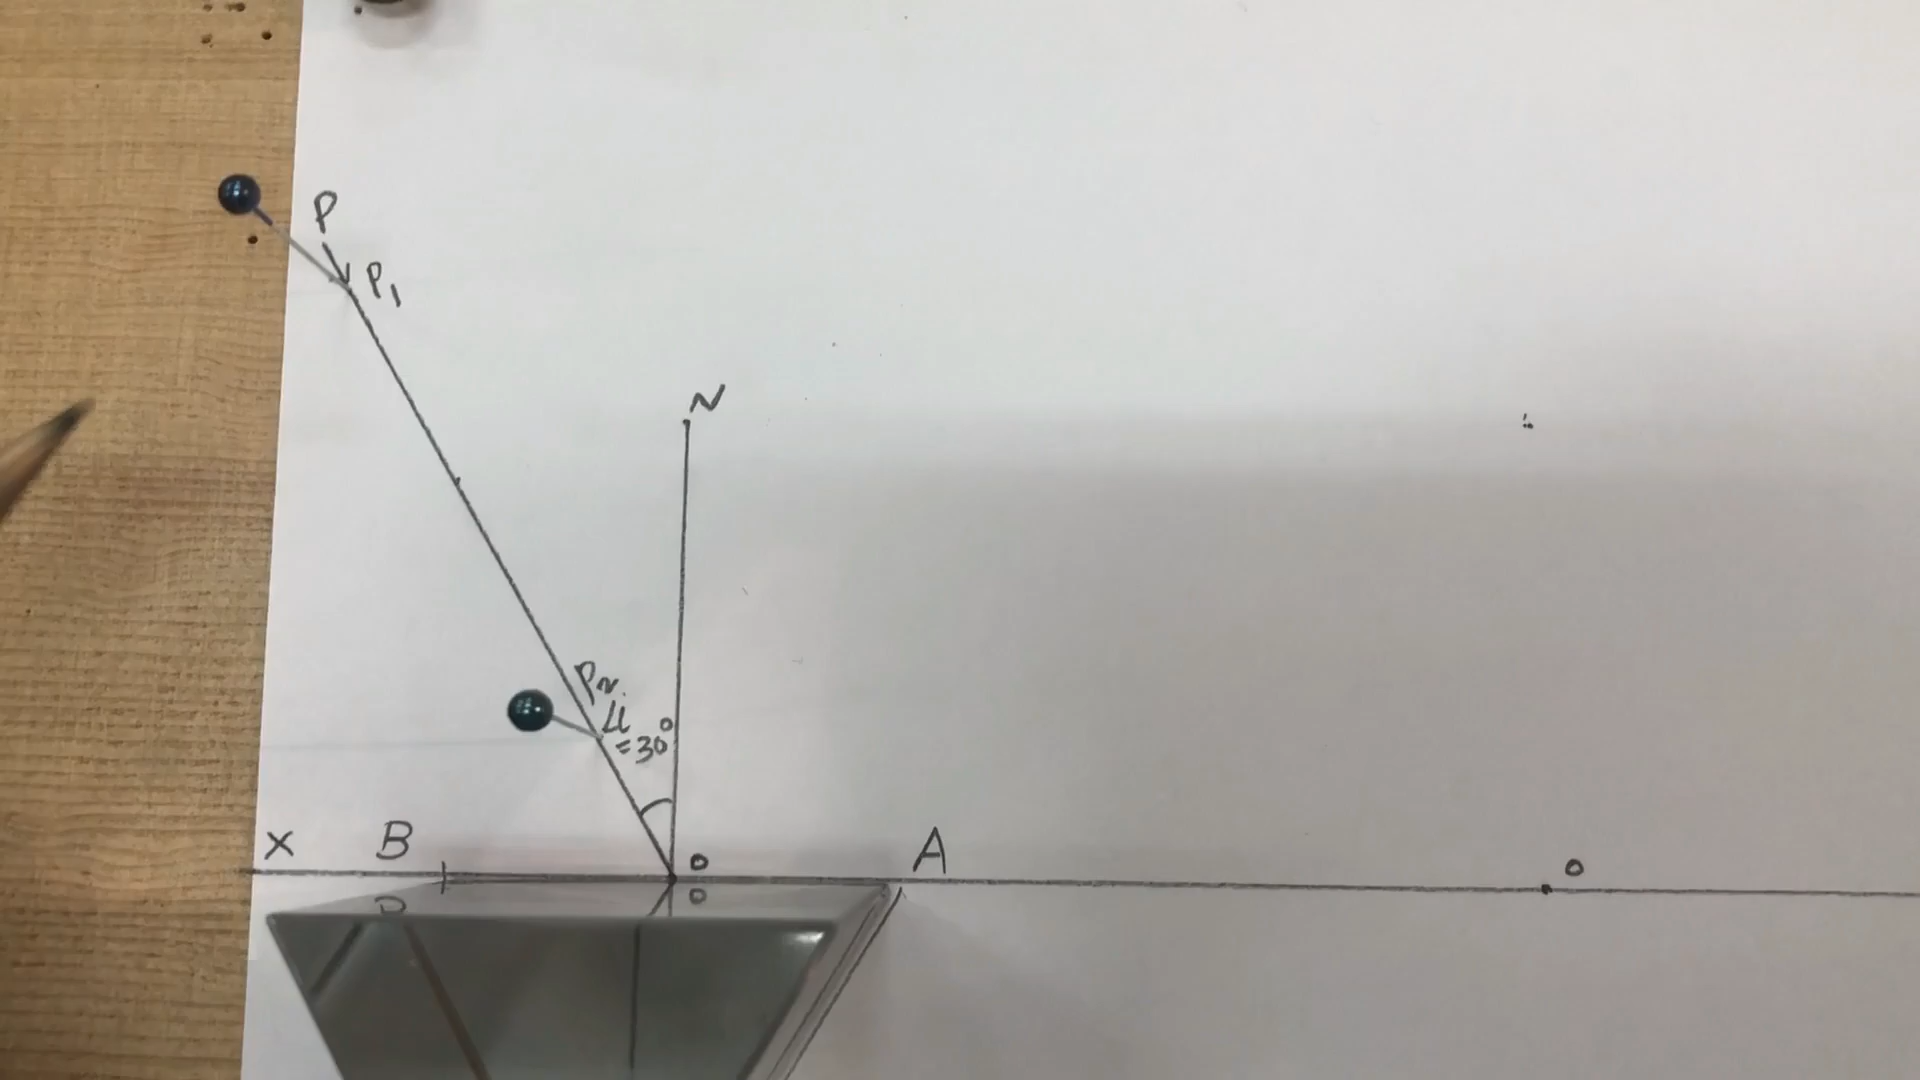 P
P1
N
P2
∠i
=30°
X B O A O
O